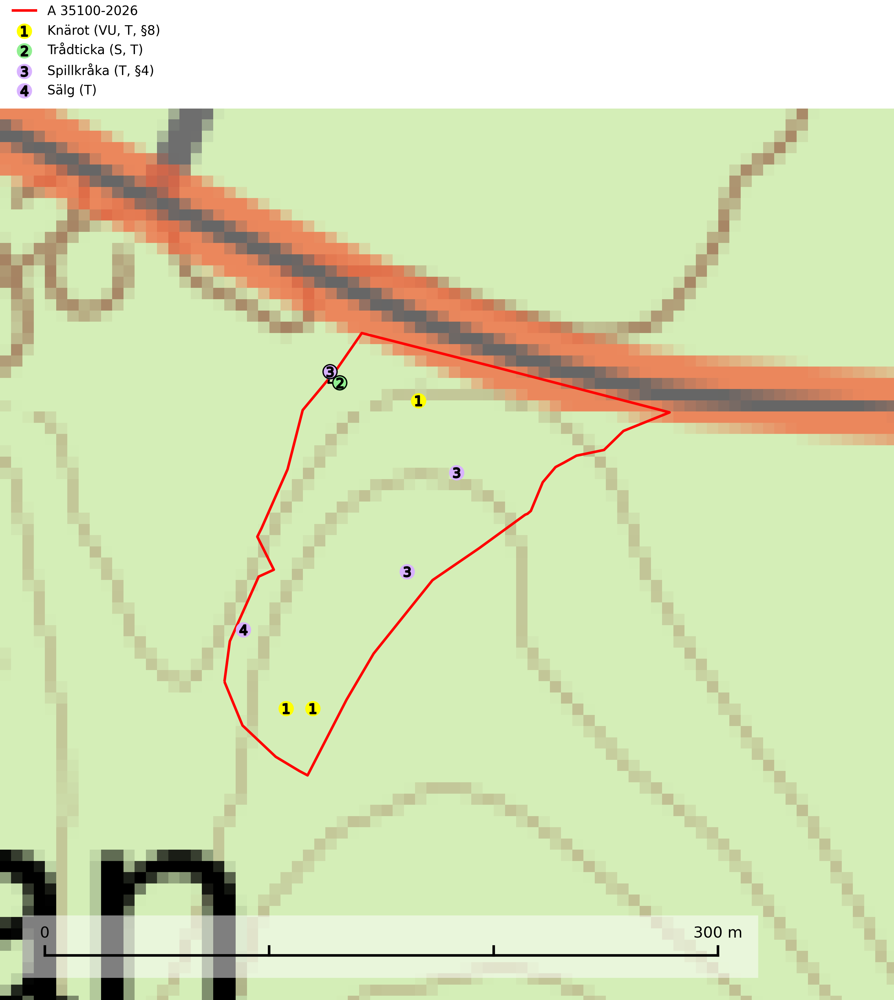 A 35100-2026
1 Knärot (VU, T, §8)
2 Trådticka (S, T)
3 Spillkråka (T, §4)
4 Sälg (T)
3
2
1
3
3
4
1 1
n
0 300 m